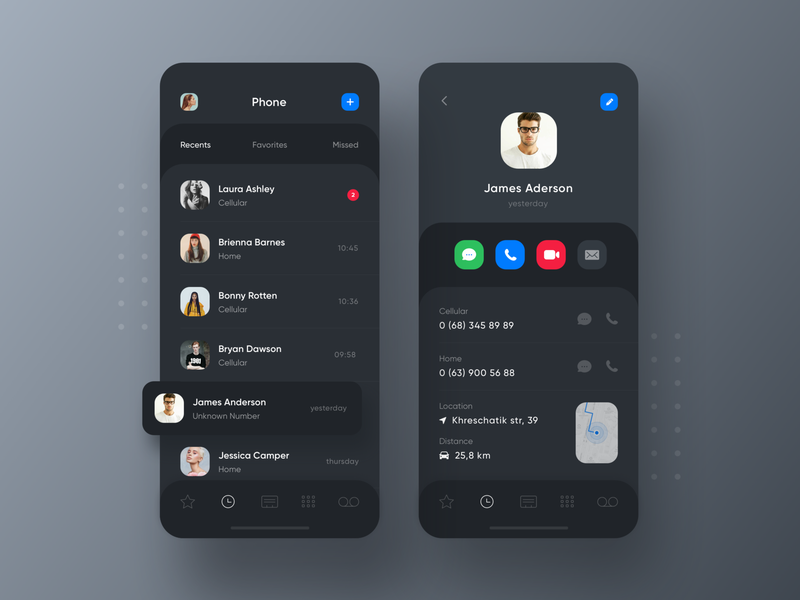 Phone
Recents Favorites Missed
Laura Ashley
Cellular
2
Brienna Barnes
Home
10:45
Bonny Rotten
Cellular
10:36
Bryan Dawson
Cellular
09:58
James Anderson
Unknown Number
yesterday
Jessica Camper
Home
thursday
James Aderson
yesterday
Cellular
0 (68) 345 89 89
Home
0 (63) 900 56 88
Location
Khreschatik str, 39
Distance
25,8 km